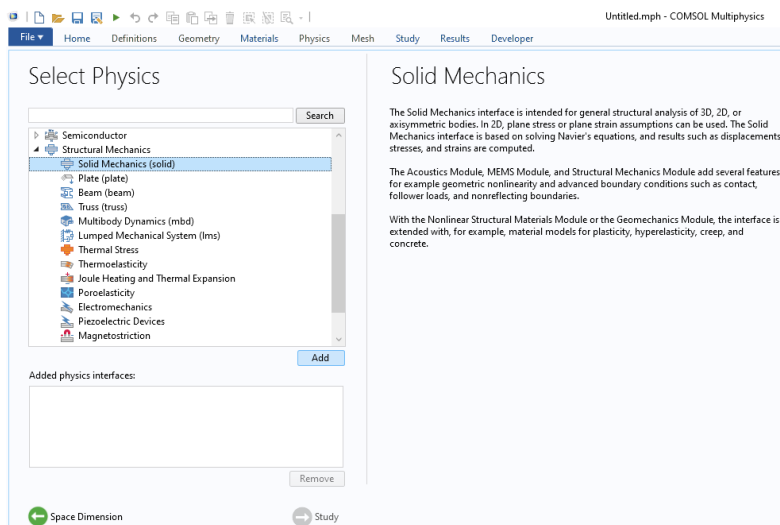 Untitled.mph - COMSOL Multiphysics
File Home Definitions Geometry Materials Physics Mesh Study Results Developer
Select Physics
Search
Semiconductor
Structural Mechanics
Solid Mechanics (solid)
Plate (plate)
Beam (beam)
Truss (truss)
Multibody Dynamics (mbd)
Lumped Mechanical System (lms)
Thermal Stress
Thermoelasticity
Joule Heating and Thermal Expansion
Poroelasticity
Electromechanics
Piezoelectric Devices
Magnetostriction
Add
Added physics interfaces:
Remove
Space Dimension
Study
Solid Mechanics
The Solid Mechanics interface is intended for general structural analysis of 3D, 2D, or
axisymmetric bodies. In 2D, plane stress or plane strain assumptions can be used. The Solid
Mechanics interface is based on solving Navier's equations, and results such as displacements
stresses, and strains are computed.
The Acoustics Module, MEMS Module, and Structural Mechanics Module add several features
for example geometric nonlinearity and advanced boundary conditions such as contact,
follower loads, and nonreflecting boundaries.
With the Nonlinear Structural Materials Module or the Geomechanics Module, the interface is
extended with, for example, material models for plasticity, hyperelasticity, creep, and
concrete.